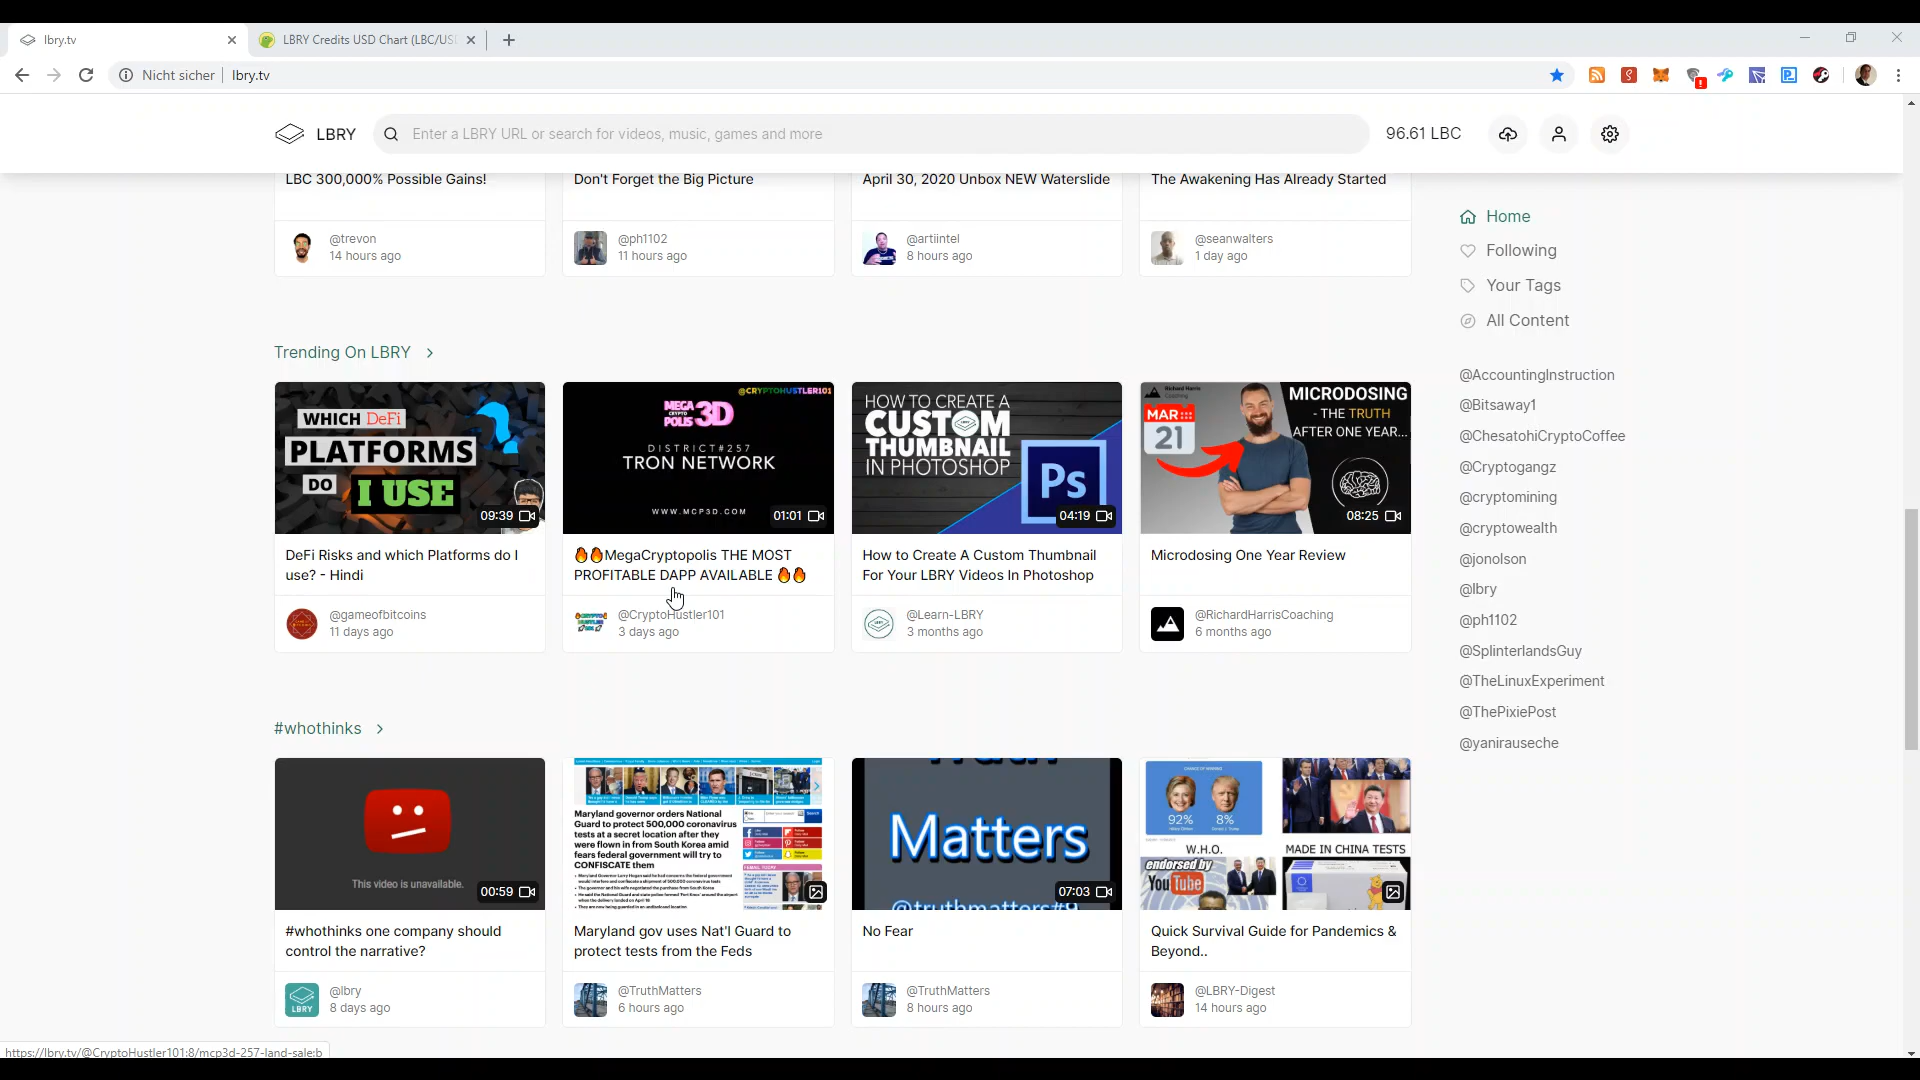 lbry.tv
LBRY Credits USD Chart (LBC/US
Nicht sicher
lbry.tv
LBRY
Enter a LBRY URL or search for videos, music, games and more
96.61 LBC
LBC 300,000% Possible Gains!
@trevon
14 hours ago
Don't Forget the Big Picture
@ph1102
11 hours ago
April 30, 2020 Unbox NEW Waterslide
@artiintel
8 hours ago
The Awakening Has Already Started
@seanwalters
1 day ago
Home
Following
Your Tags
All Content
@AccountingInstruction
@Bitsaway1
@ChesatohiCryptoCoffee
@Cryptogangz
@cryptomining
@cryptowealth
@jonolson
@lbry
@ph1102
@SplinterlandsGuy
@TheLinuxExperiment
@ThePixiePost
@yanirauseche
Trending On LBRY
WHICH DeFi
PLATFORMS
DO I USE?
09:39
DeFi Risks and which Platforms do I
use? - Hindi
@gameofbitcoins
11 days ago
@CRYPTOHUSTLER101
MEGA
CRYPTO
POLIS 3D
DISTRICT#257
TRON NETWORK
WWW.MCP3D.COM
01:01
🔥🔥MegaCryptopolis THE MOST
PROFITABLE DAPP AVAILABLE 🔥🔥
@CryptoHustler101
3 days ago
HOW TO CREATE A
CUSTOM
THUMBNAIL
IN PHOTOSHOP
Ps
04:19
How to Create A Custom Thumbnail
For Your LBRY Videos In Photoshop
@Learn-LBRY
3 months ago
Richard Harris
Coaching
MICRODOSING
- THE TRUTH
AFTER ONE YEAR...
MAR
21
08:25
Microdosing One Year Review
@RichardHarrisCoaching
6 months ago
#whothinks
This video is unavailable.
00:59
#whothinks one company should
control the narrative?
LBRY
@lbry
8 days ago
Maryland governor orders National
Guard to protect 500,000 coronavirus
tests at a secret location after they
were flown in from South Korea amid
fears federal government will try to
CONFISCATE them
Maryland gov uses Nat'l Guard to
protect tests from the Feds
@TruthMatters
6 hours ago
Truth
Matters
@truthmatters#9
07:03
No Fear
@TruthMatters
8 hours ago
92%
8%
W.H.O.
endorsed by
YouTube
MADE IN CHINA TESTS
Quick Survival Guide for Pandemics &
Beyond..
@LBRY-Digest
14 hours ago
https://lbry.tv/@CryptoHustler101:8/mcp3d-257-land-sale:b